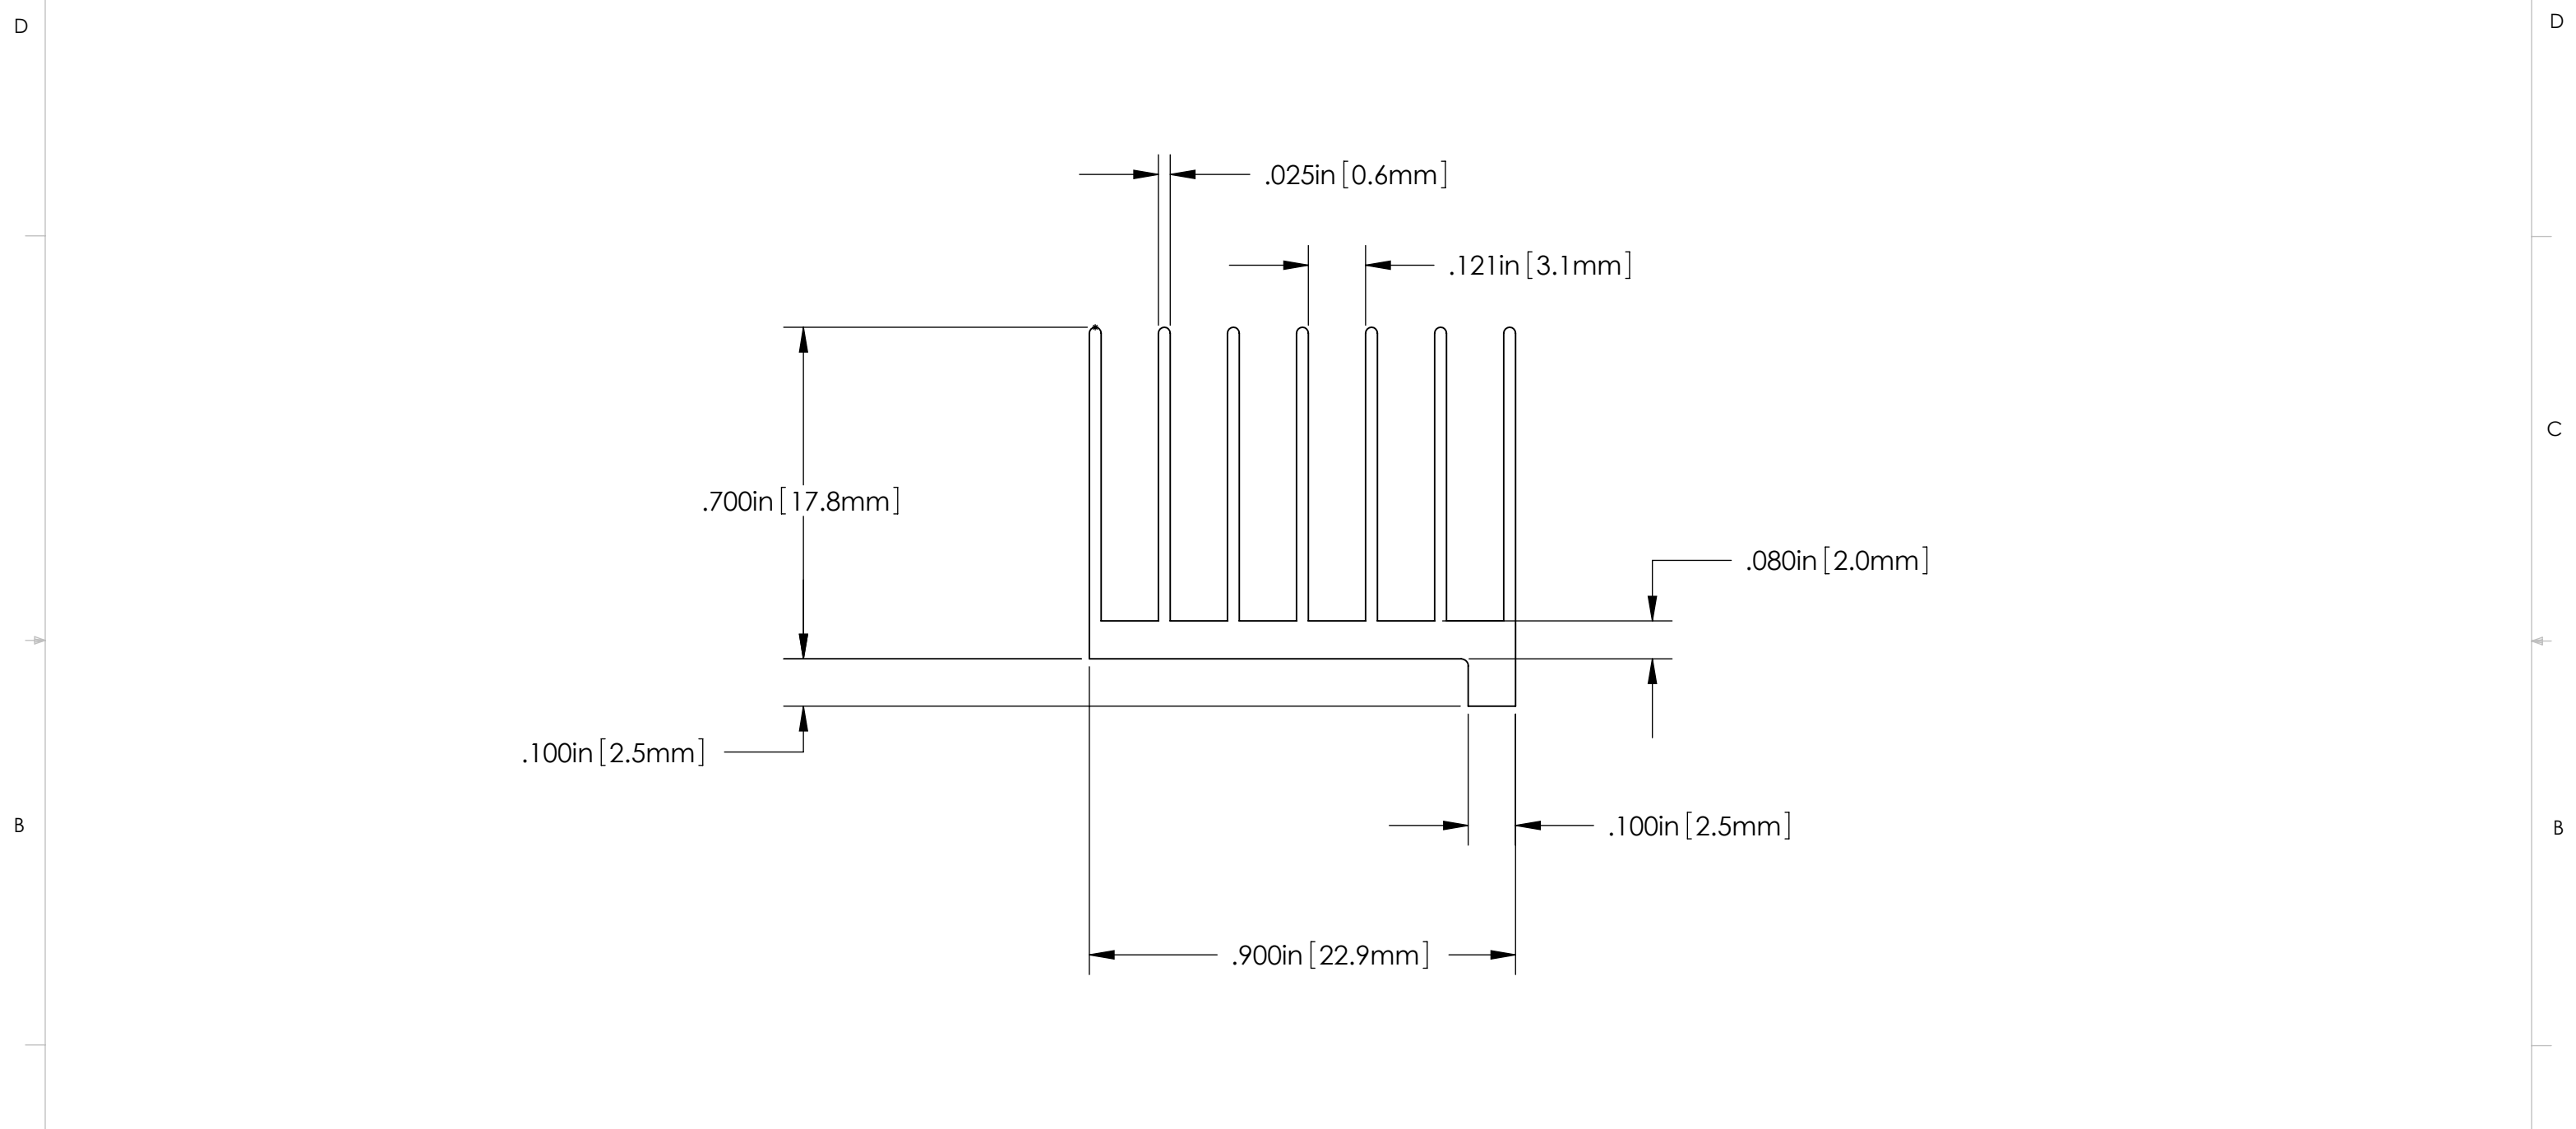 D
D
.025in[0.6mm]
.121in[3.1mm]
C
.700in[17.8mm]
.080in[2.0mm]
.100in[2.5mm]
B
.100in[2.5mm]
B
.900in[22.9mm]